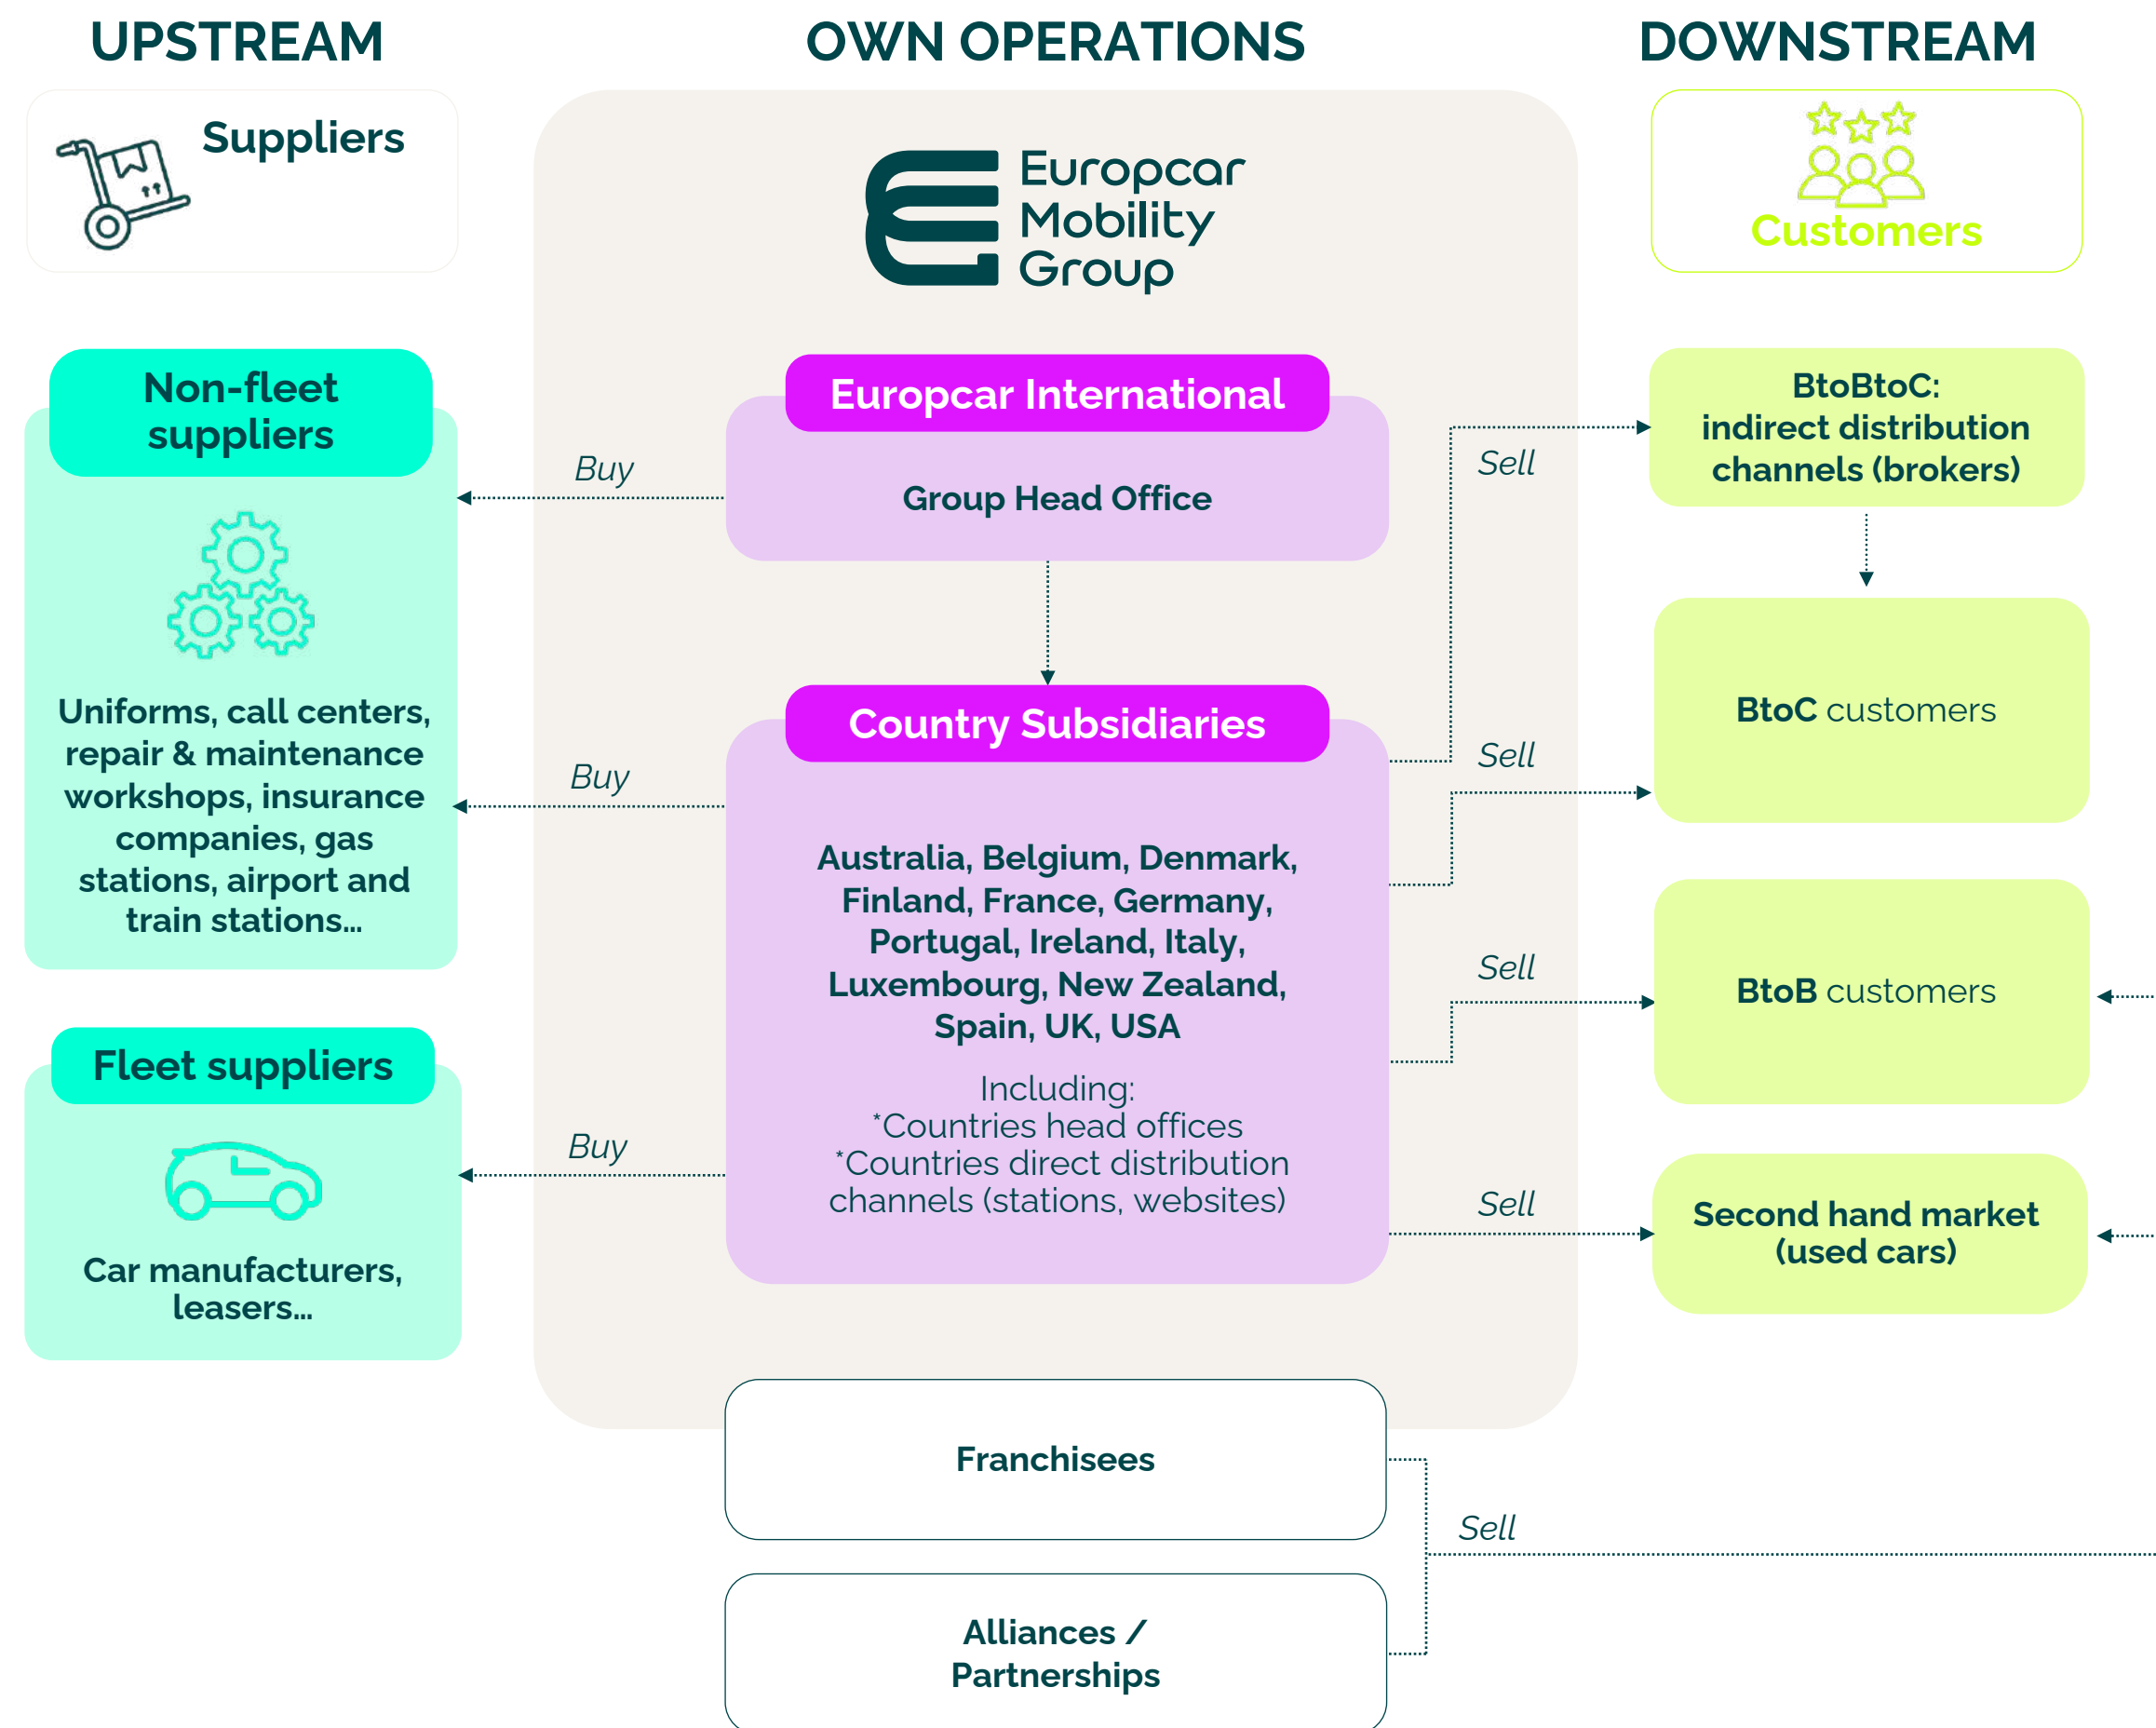 UPSTREAM
OWN OPERATIONS
DOWNSTREAM
Suppliers
Europcar
Mobility
Group
Customers
Non-fleet
suppliers
Uniforms, call centers,
repair & maintenance
workshops, insurance
companies, gas
stations, airport and
train stations...
Fleet suppliers
Car manufacturers,
leasers...
Buy
Buy
Buy
Europcar International
Group Head Office
Country Subsidiaries
Australia, Belgium, Denmark,
Finland, France, Germany,
Portugal, Ireland, Italy,
Luxembourg, New Zealand,
Spain, UK, USA
Including:
*Countries head offices
*Countries direct distribution
channels (stations, websites)
Franchisees
Alliances /
Partnerships
Sell
Sell
Sell
Sell
Sell
BtoBtoC:
indirect distribution
channels (brokers)
BtoC customers
BtoB customers
Second hand market
(used cars)